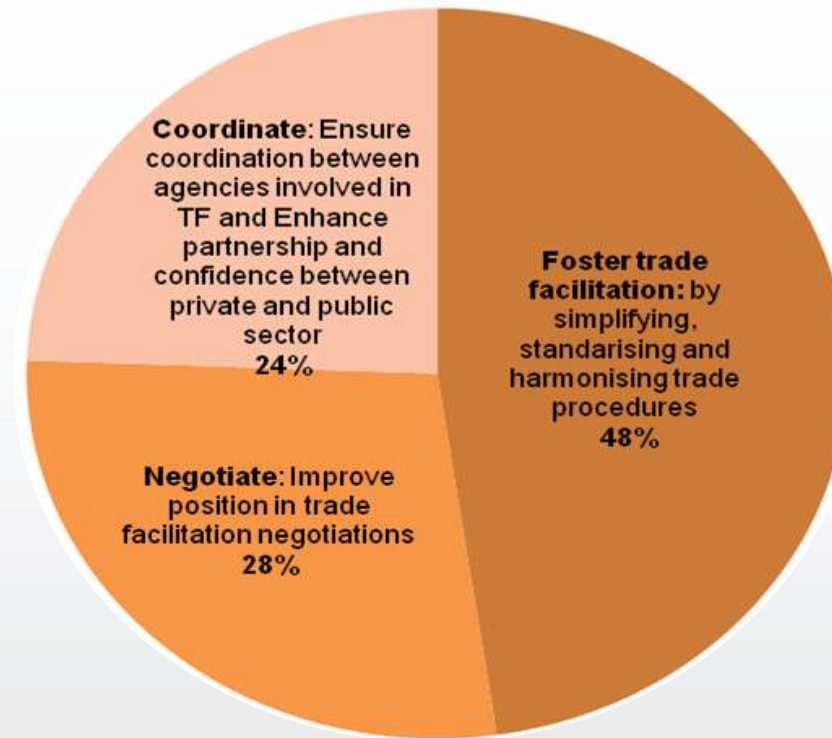 Coordinate: Ensure
coordination between
agencies involved in
TF and Enhance
partnership and
confidence between
private and public
sector
24%
Foster trade
facilitation: by
simplifying,
standarising and
harmonising trade
procedures
48%
Negotiate: Improve
position in trade
facilitation negotiations
28%